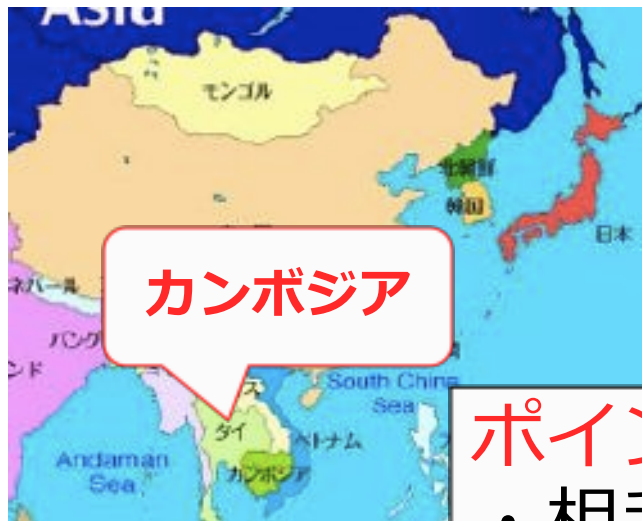 Asia
モンゴル
北朝鮮
韓国
日本
カンボジア
ネパール
バング
ンド
South China
Sea
ス
タイ
ベトナム
カンボジア
Andaman
Sea
ポイン